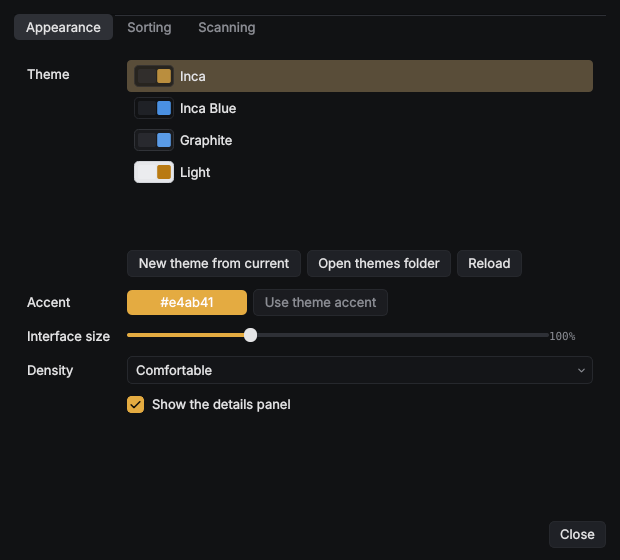 Appearance Sorting Scanning
Theme
Inca
Inca Blue
Graphite
Light
New theme from current Open themes folder Reload
Accent #e4ab41 Use theme accent
Interface size 100%
Density Comfortable
Show the details panel
Close